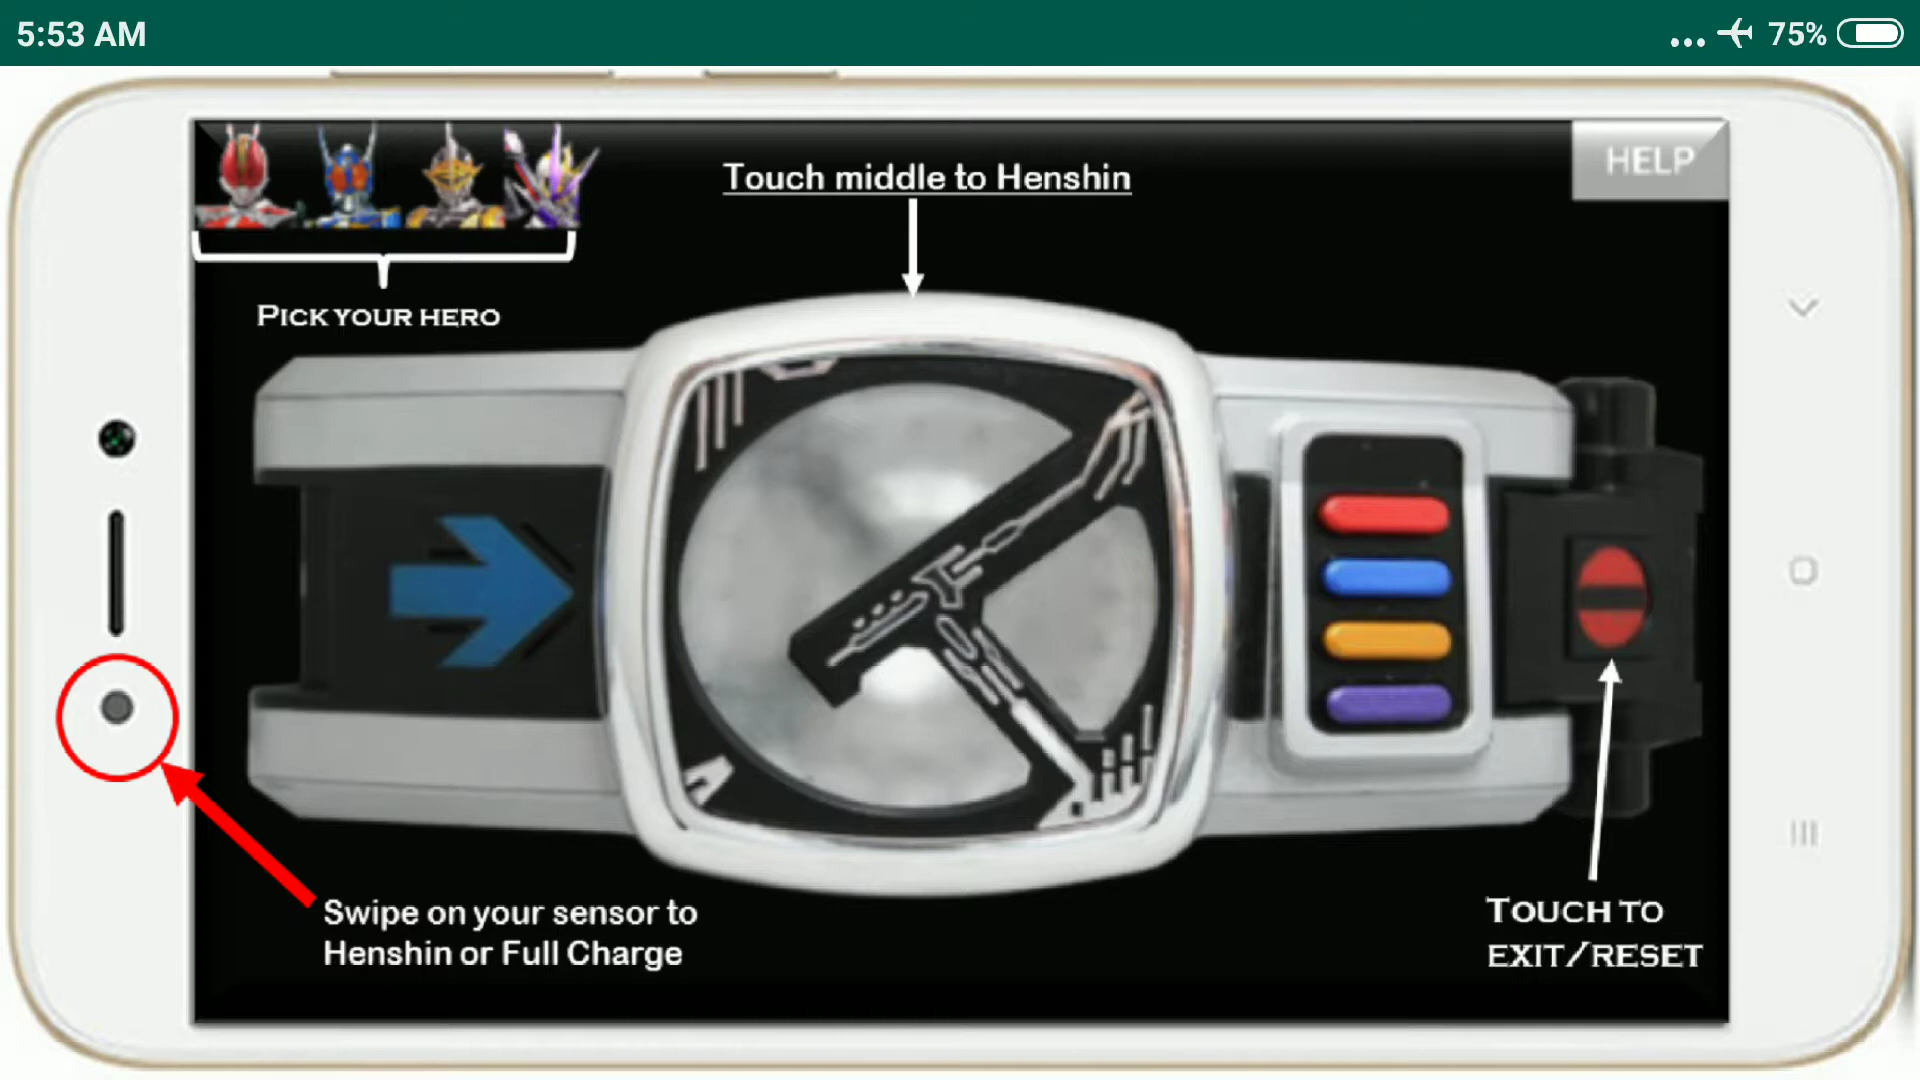 5:53 AM
75%
HELP
Touch middle to Henshin
PICK YOUR HERO
Swipe on your sensor to
Henshin or Full Charge
TOUCH TO
EXIT/RESET